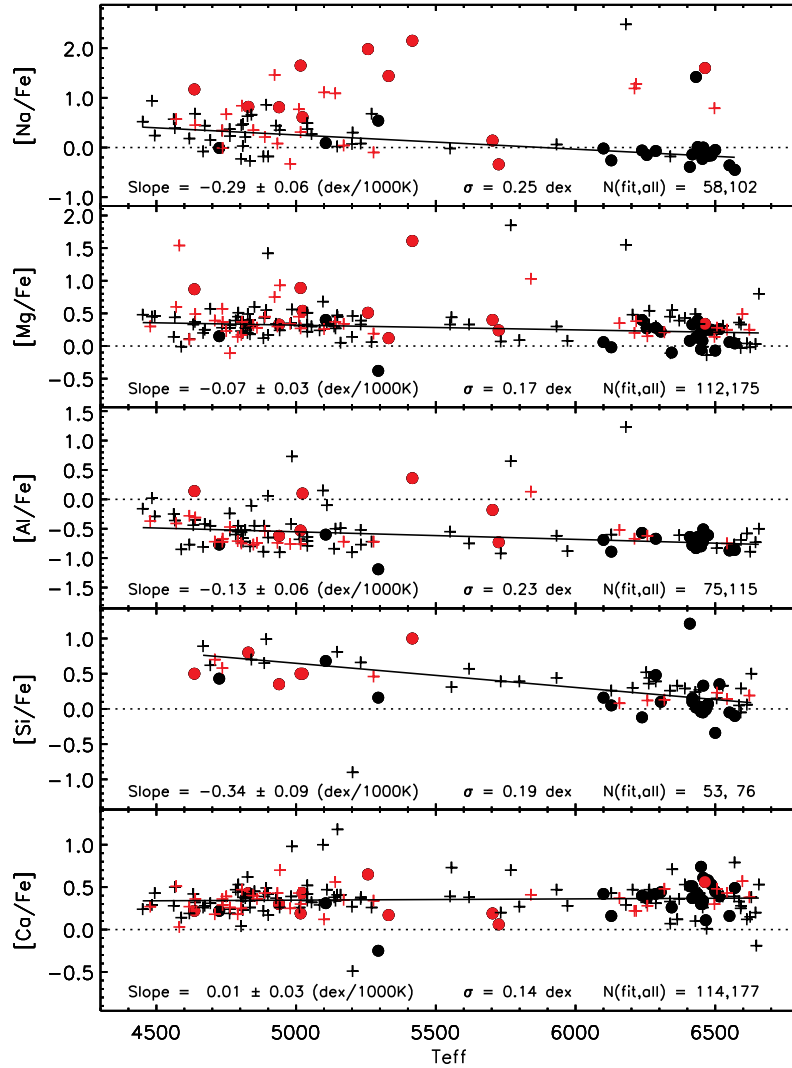 2.0
1.0
0.0
−1.0
[Na/Fe]
Slope = −0.29 ± 0.06 (dex/1000K) σ = 0.25 dex N(fit,all) = 58,102
2.0
1.5
1.0
0.5
0.0
−0.5
[Mg/Fe]
Slope = −0.07 ± 0.03 (dex/1000K) σ = 0.17 dex N(fit,all) = 112,175
1.5
1.0
0.5
0.0
−0.5
−1.0
−1.5
[Al/Fe]
Slope = −0.13 ± 0.06 (dex/1000K) σ = 0.23 dex N(fit,all) = 75,115
1.0
0.5
0.0
−0.5
−1.0
[Si/Fe]
Slope = −0.34 ± 0.09 (dex/1000K) σ = 0.19 dex N(fit,all) = 53, 76
1.0
0.5
0.0
−0.5
[Ca/Fe]
Slope = 0.01 ± 0.03 (dex/1000K) σ = 0.14 dex N(fit,all) = 114,177
4500 5000 5500 6000 6500
Teff